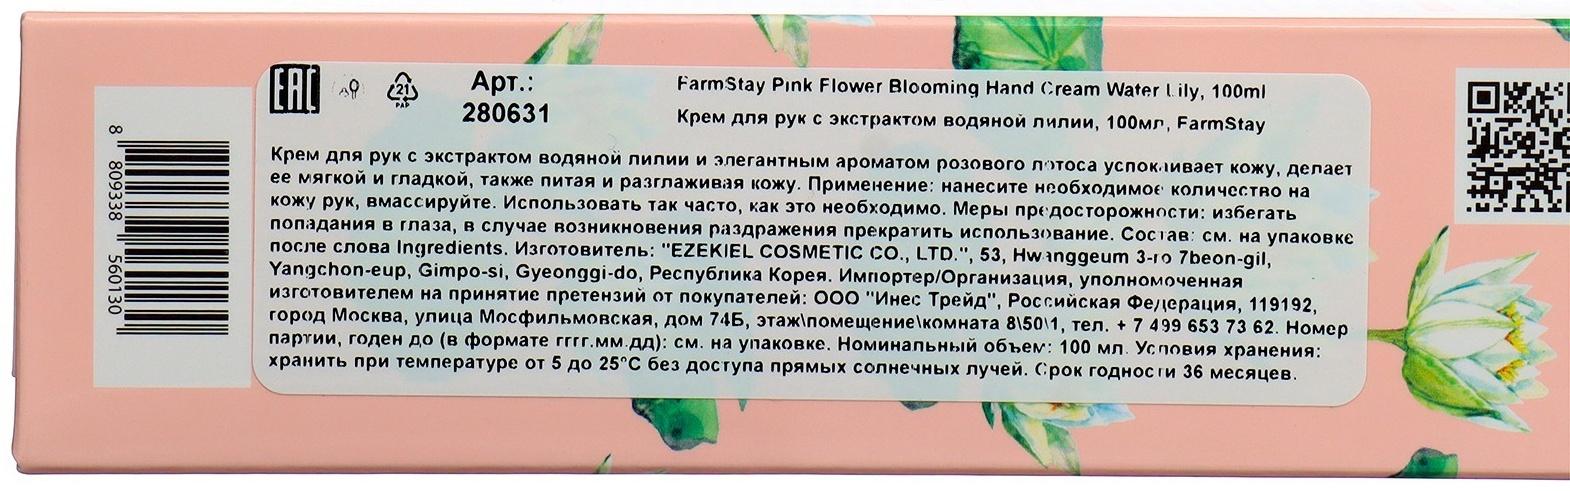 8 809338 560130
EAC
21
PAP
Арт.:
280631
FarmStay Pink Flower Blooming Hand Cream Water Lily, 100ml
Крем для рук с экстрактом водяной лилии, 100мл, FarmStay
Крем для рук с экстрактом водяной лилии и элегантным ароматом розового лотоса успокаивает кожу, делает
ее мягкой и гладкой, также питая и разглаживая кожу. Применение: нанесите необходимое количество на
кожу рук, вмассируйте. Использовать так часто, как это необходимо. Меры предосторожности: избегать
попадания в глаза, в случае возникновения раздражения прекратить использование. Состав: см. на упаковке
после слова Ingredients. Изготовитель: "EZEKIEL COSMETIC CO., LTD.", 53, Hwanggeum 3-ro 7beon-gil,
Yangchon-eup, Gimpo-si, Gyeonggi-do, Республика Корея. Импортер/Организация, уполномоченная
изготовителем на принятие претензий от покупателей: ООО "Инес Трейд", Российская Федерация, 119192,
город Москва, улица Мосфильмовская, дом 74Б, этаж\помещение\комната 8\50\1, тел. + 7 499 653 73 62. Номер
партии, годен до (в формате гггг.мм.дд): см. на упаковке. Номинальный объем: 100 мл. Условия хранения:
хранить при температуре от 5 до 25°C без доступа прямых солнечных лучей. Срок годности 36 месяцев.